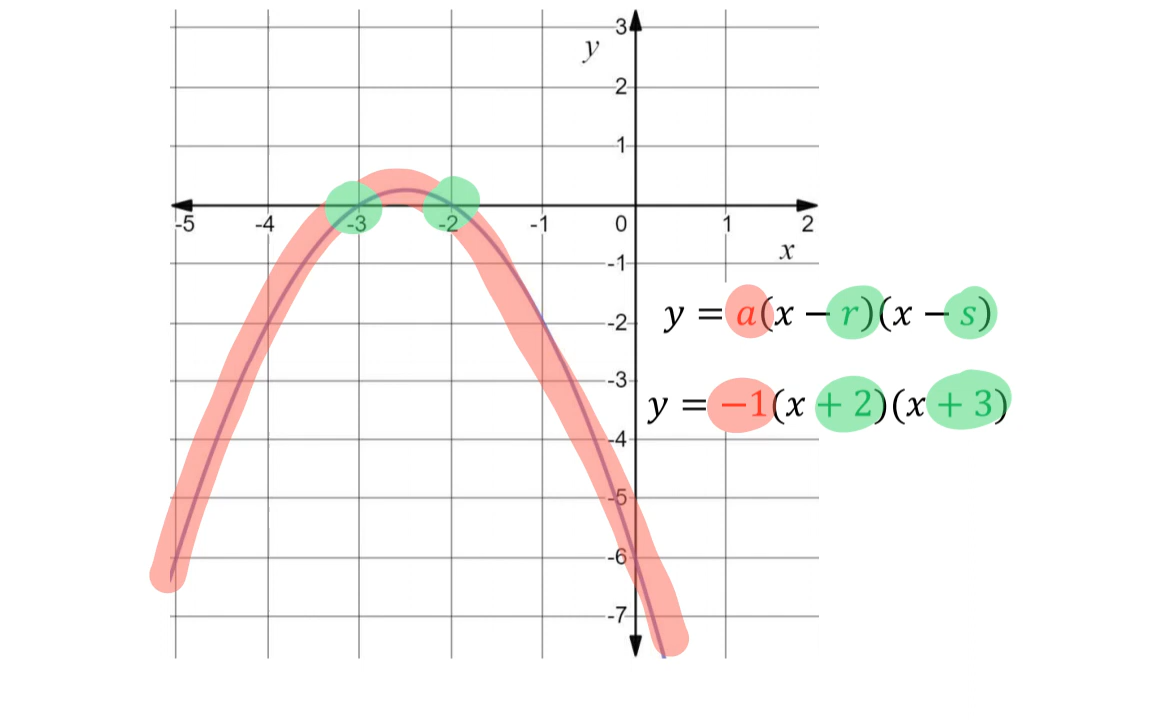 3
y
2
1
-5 -4 -3 -2 -1 0 1 2
x
-1
-2
y = a(x − r)(x − s)
-3
y = −1(x + 2)(x + 3)
-4
-5
-6
-7